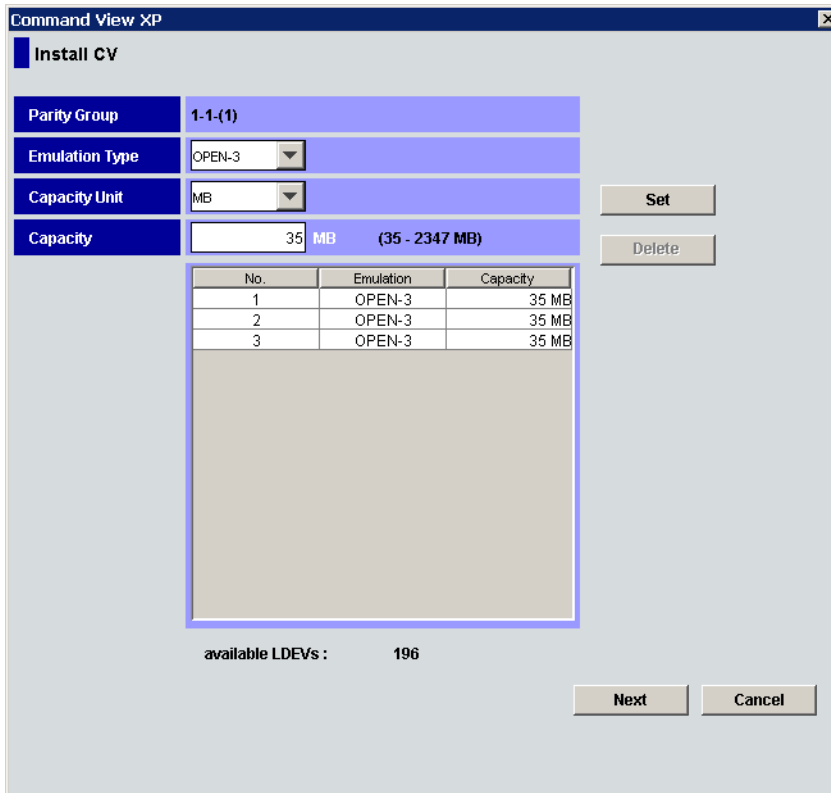 Command View XP
Install CV
Parity Group 1-1-(1)
Emulation Type OPEN-3
Capacity Unit MB
Set
Capacity 35 MB (35 - 2347 MB)
Delete
No. Emulation Capacity
1 OPEN-3 35 MB
2 OPEN-3 35 MB
3 OPEN-3 35 MB
available LDEVs : 196
Next Cancel